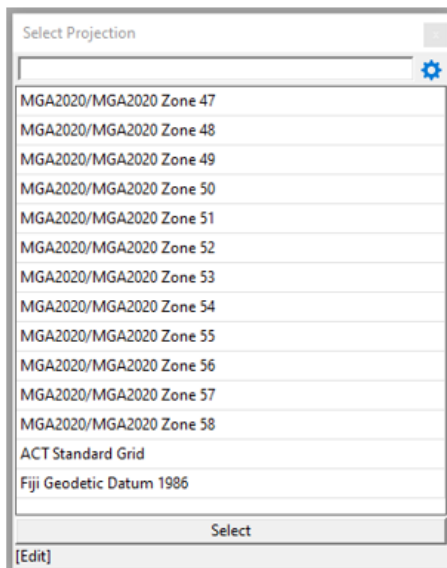 Select Projection
MGA2020/MGA2020 Zone 47
MGA2020/MGA2020 Zone 48
MGA2020/MGA2020 Zone 49
MGA2020/MGA2020 Zone 50
MGA2020/MGA2020 Zone 51
MGA2020/MGA2020 Zone 52
MGA2020/MGA2020 Zone 53
MGA2020/MGA2020 Zone 54
MGA2020/MGA2020 Zone 55
MGA2020/MGA2020 Zone 56
MGA2020/MGA2020 Zone 57
MGA2020/MGA2020 Zone 58
ACT Standard Grid
Fiji Geodetic Datum 1986
Select
[Edit]